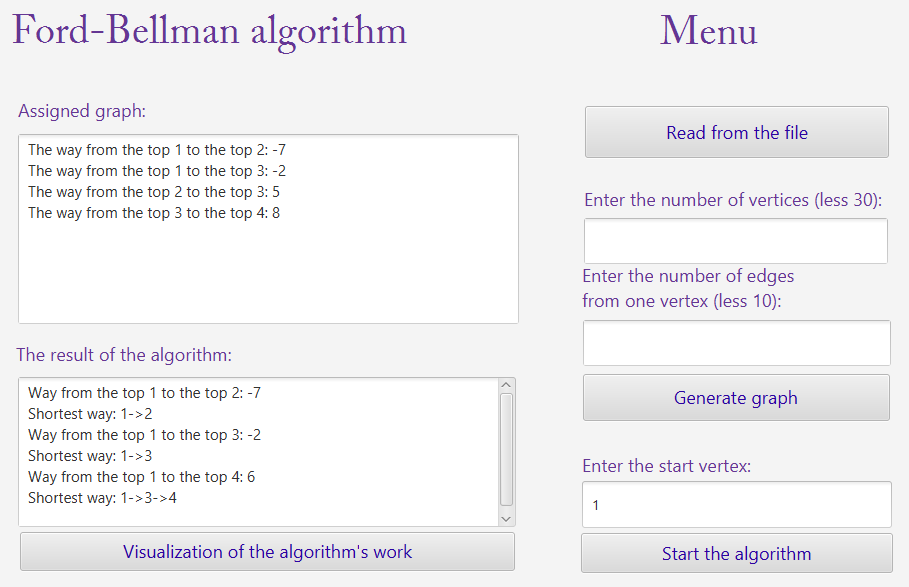 Ford-Bellman algorithm
Menu
Assigned graph:
The way from the top 1 to the top 2: -7
The way from the top 1 to the top 3: -2
The way from the top 2 to the top 3: 5
The way from the top 3 to the top 4: 8
The result of the algorithm:
Way from the top 1 to the top 2: -7
Shortest way: 1->2
Way from the top 1 to the top 3: -2
Shortest way: 1->3
Way from the top 1 to the top 4: 6
Shortest way: 1->3->4
Visualization of the algorithm's work
Read from the file
Enter the number of vertices (less 30):
Enter the number of edges
from one vertex (less 10):
Generate graph
Enter the start vertex:
1
Start the algorithm